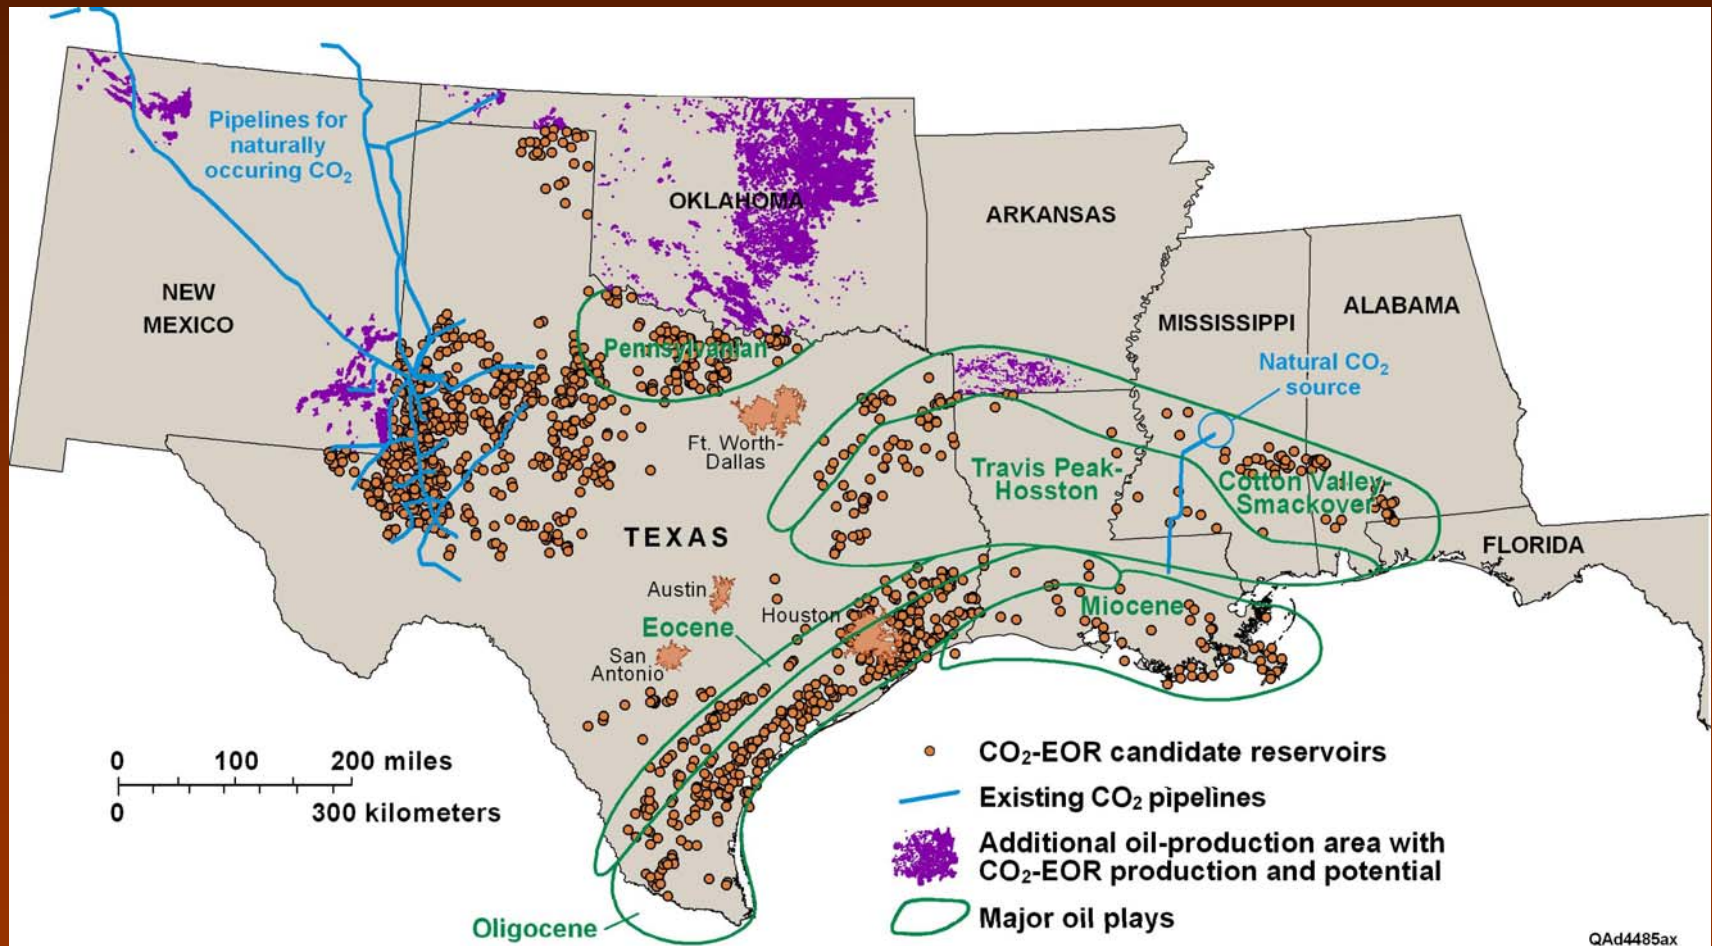 Pipelines for
naturally
occuring CO₂
OKLAHOMA
ARKANSAS
NEW
MEXICO
MISSISSIPPI
ALABAMA
Pennsylvanian
Natural CO₂
source
Ft. Worth-
Dallas
Travis Peak-
Hosston
Cotton Valley-
Smackover
TEXAS
FLORIDA
Austin
Houston
Miocene
Eocene
San
Antonio
0 100 200 miles
0 300 kilometers
CO₂-EOR candidate reservoirs
Existing CO₂ pipelines
Additional oil-production area with
CO₂-EOR production and potential
Major oil plays
Oligocene
QAd4485ax